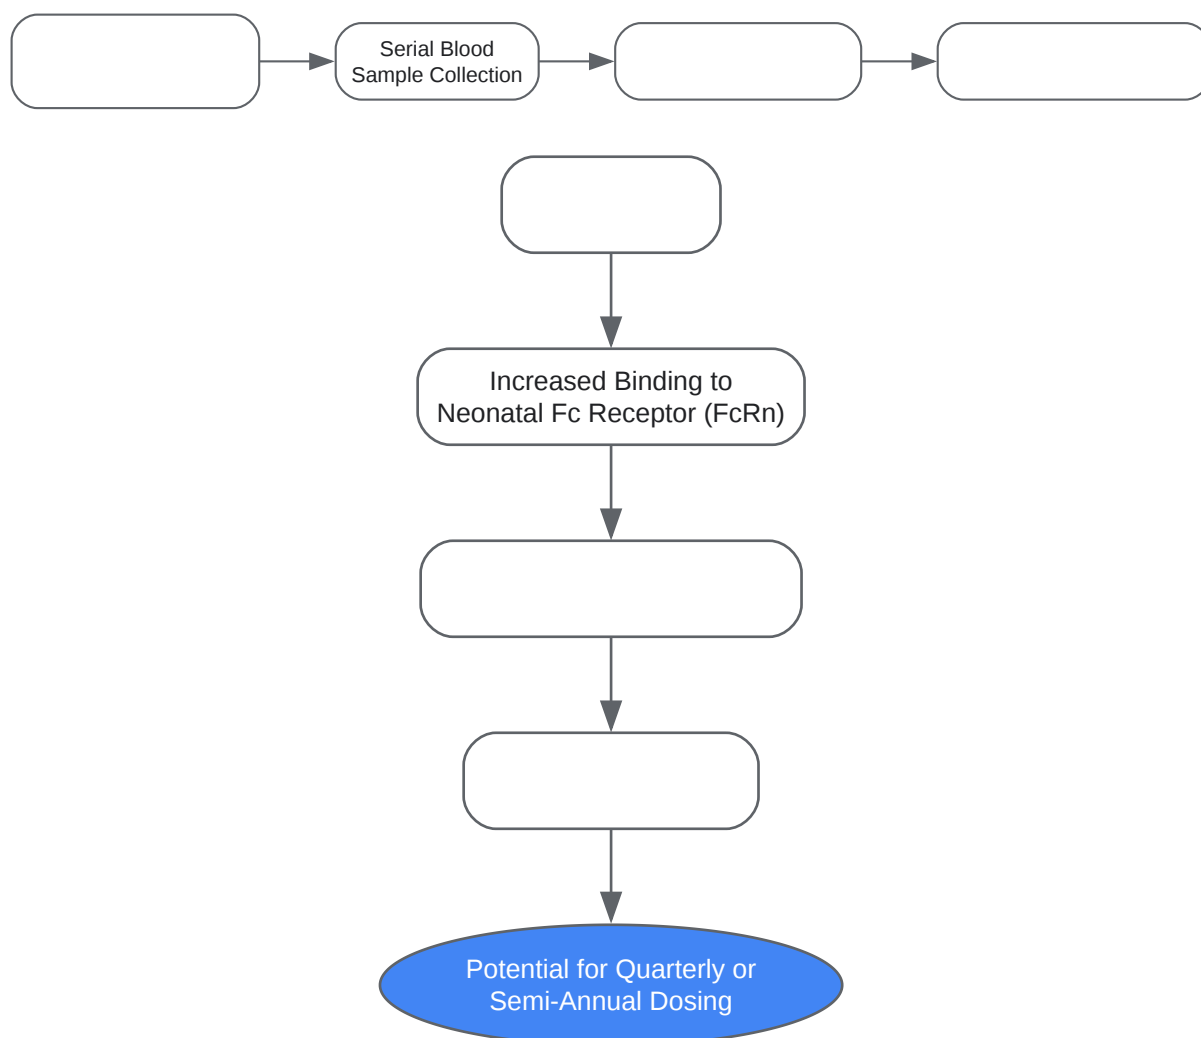 Serial Blood
Sample Collection
Increased Binding to
Neonatal Fc Receptor (FcRn)
Potential for Quarterly or
Semi-Annual Dosing